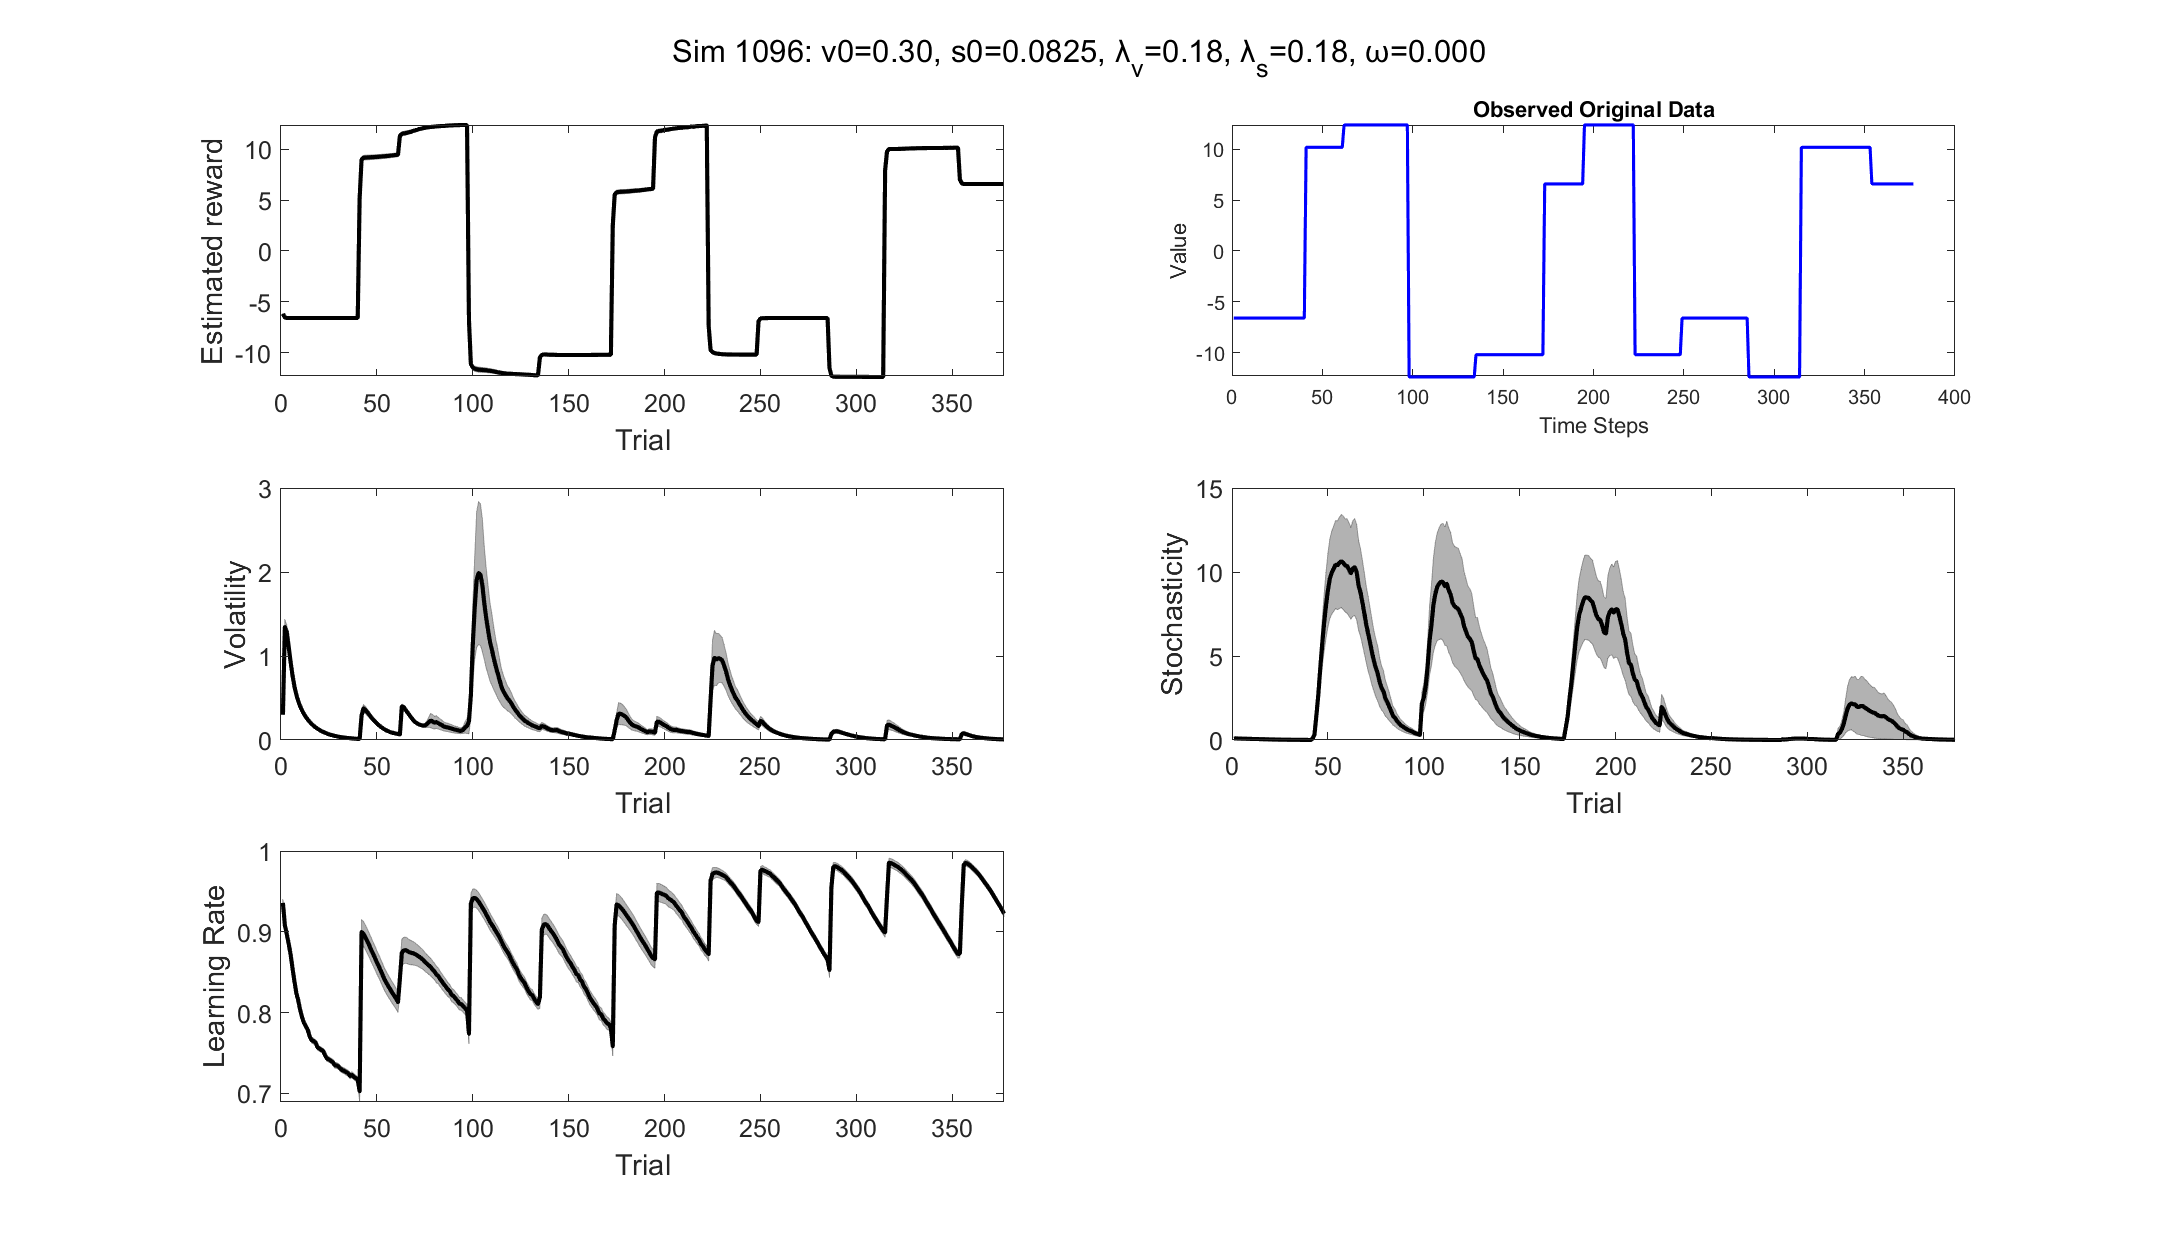 Sim 1096: v0=0.30, s0=0.0825, λv=0.18, λs=0.18, ω=0.000
Estimated reward
10
5
0
-5
-10
0 50 100 150 200 250 300 350
Trial
Observed Original Data
Value
10
5
0
-5
-10
0 50 100 150 200 250 300 350 400
Time Steps
Volatility
3
2
1
0
0 50 100 150 200 250 300 350
Trial
Stochasticity
15
10
5
0
0 50 100 150 200 250 300 350
Trial
Learning Rate
1
0.9
0.8
0.7
0 50 100 150 200 250 300 350
Trial